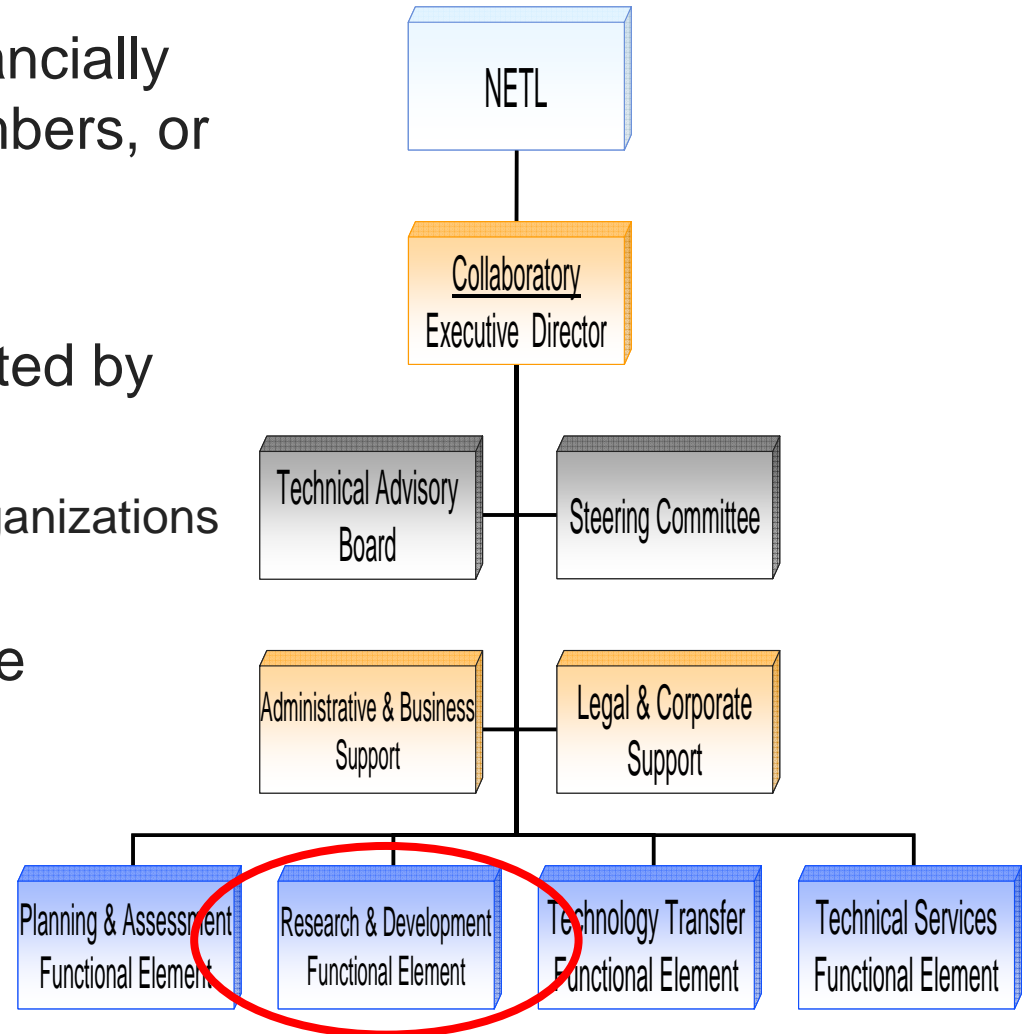 ancially
nbers, or
ted by
ganizations
e
NETL
Collaboratory
Executive Director
Technical Advisory
Board
Steering Committee
Administrative & Business
Support
Legal & Corporate
Support
Planning & Assessment
Functional Element
Research & Development
Functional Element
Technology Transfer
Functional Element
Technical Services
Functional Element